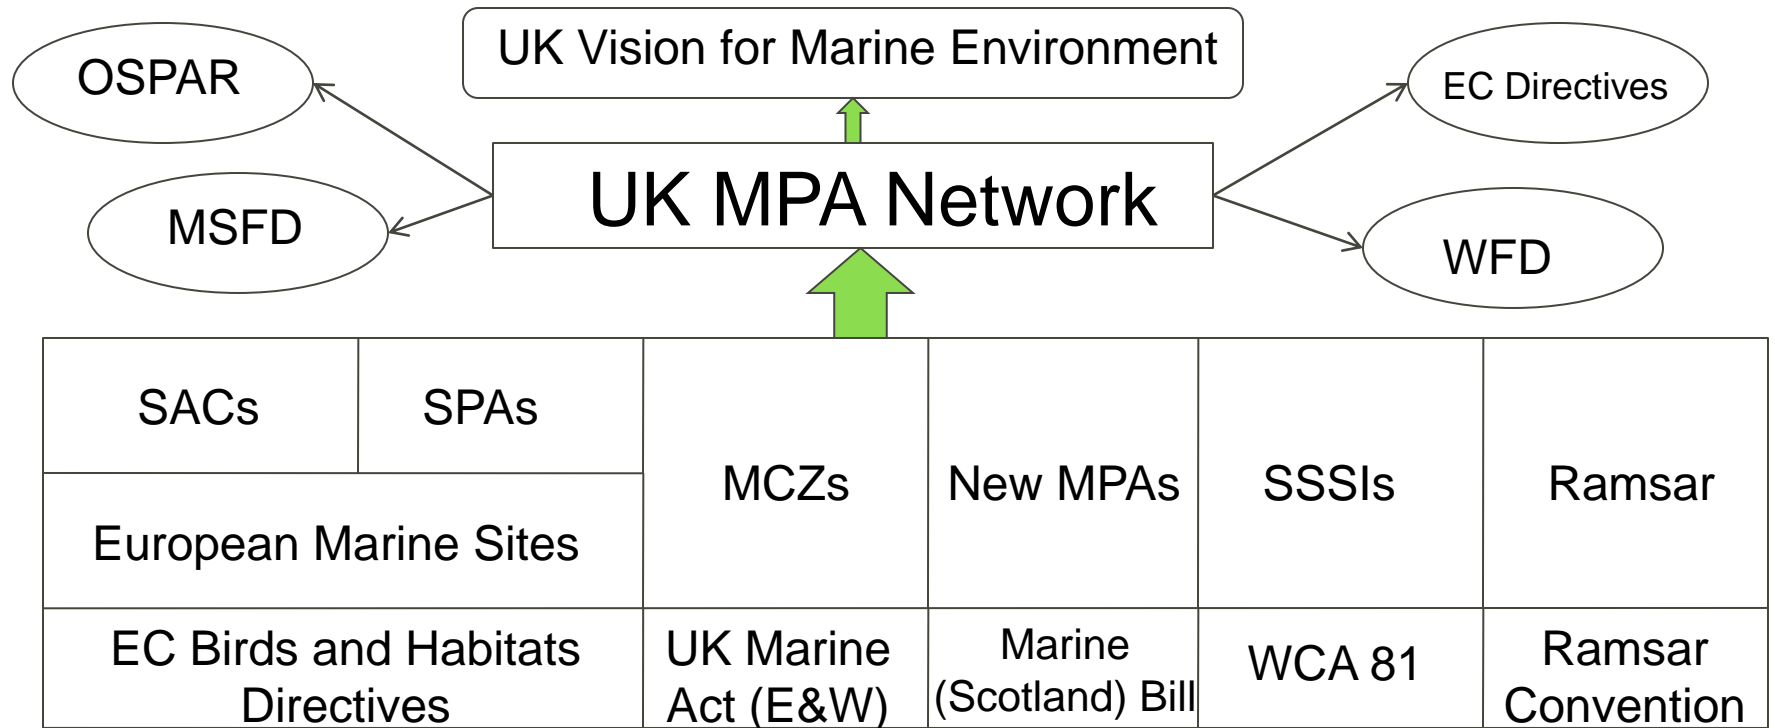 UK Vision for Marine Environment
OSPAR
EC Directives
UK MPA Network
MSFD
WFD
SACs
SPAs
MCZs
New MPAs
SSSIs
Ramsar
European Marine Sites
EC Birds and Habitats
Directives
UK Marine
Act (E&W)
Marine
(Scotland) Bill
WCA 81
Ramsar
Convention